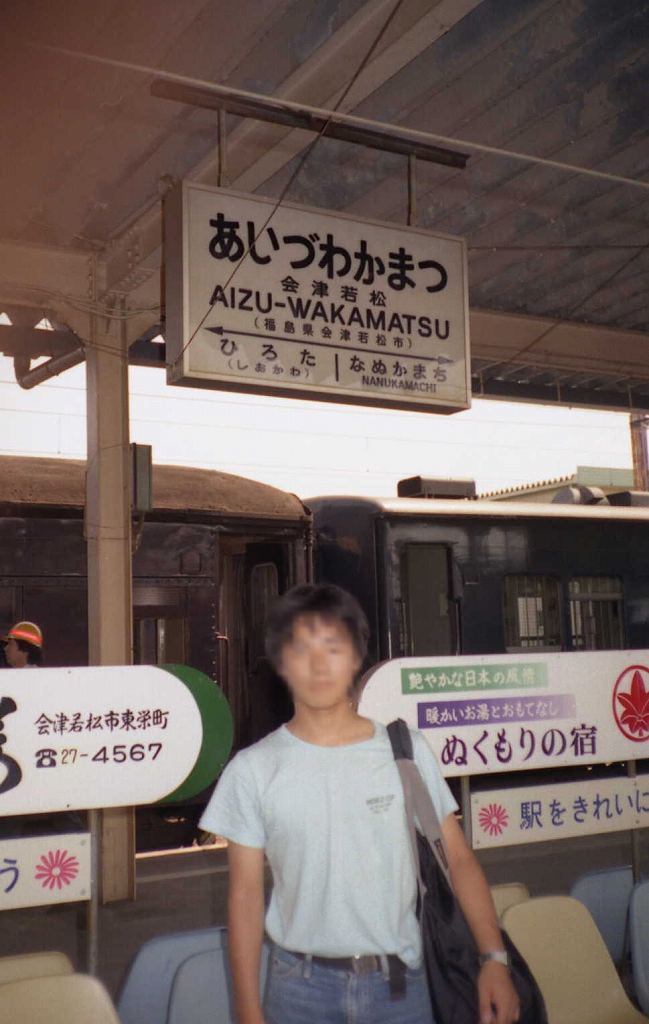 あいづわかまつ
会津若松
AIZU-WAKAMATSU
(福島県会津若松市)
ひろた
(しおかわ)
なぬかまち
NANUKAMACHI
会津若松市東栄町
☎27-4567
う
艶やかな日本の風情
暖かいお湯とおもてなし
ぬくもりの宿
駅をきれいに